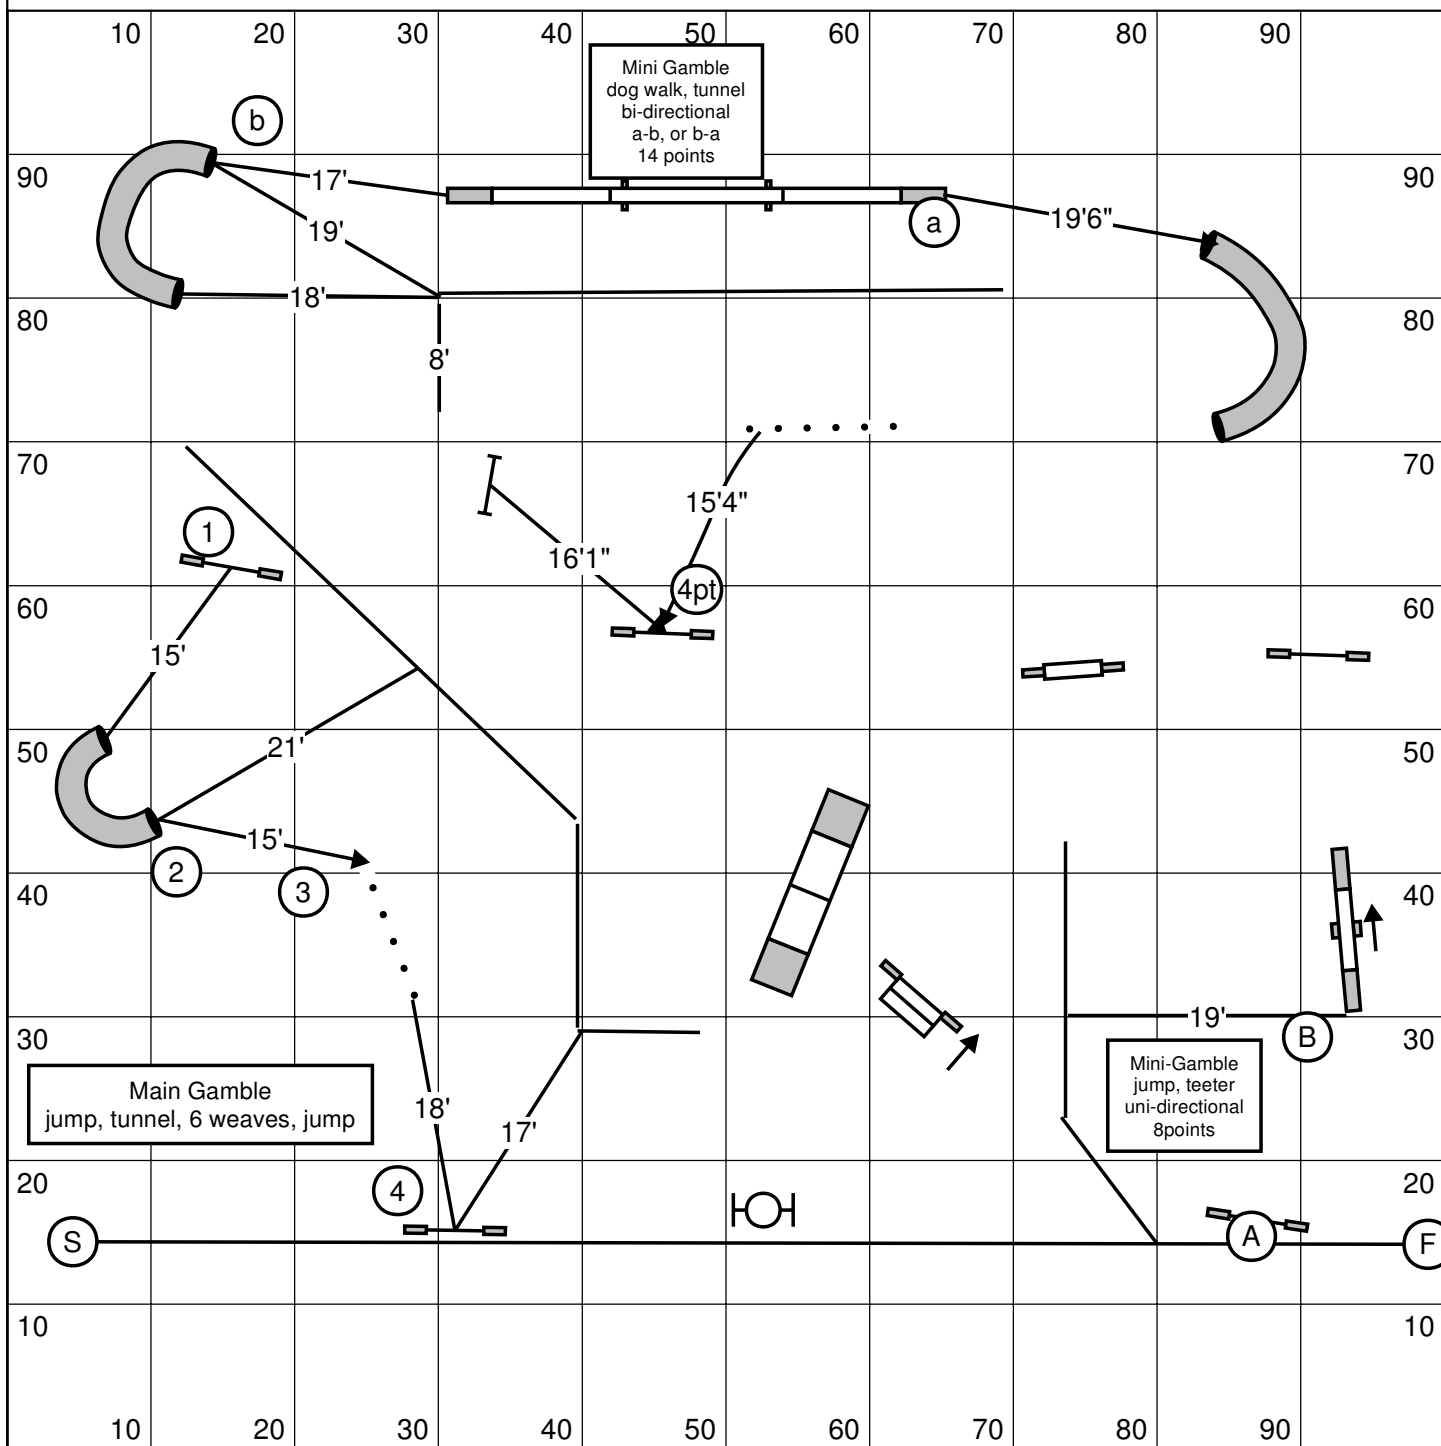 10 20 30 40 50 60 70 80 90
Mini Gamble
dog walk, tunnel
bi-directional
a-b, or b-a
14 points
b
90 90
17'
a
19'6"
19'
18'
80 80
8'
70 70
15'4"
1
16'1"
4pt
60 60
15'
50 50
21'
15'
2
3
40 40
19'
B
30 30
Mini-Gamble
jump, teeter
uni-directional
8points
Main Gamble
jump, tunnel, 6 weaves, jump
18'
17'
20 20
4
S
A
F
10 10
10 20 30 40 50 60 70 80 90